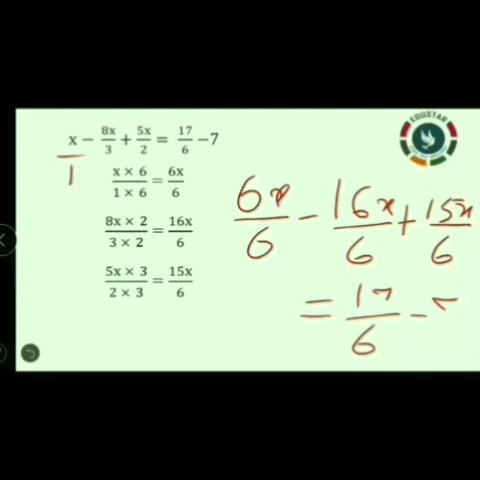 EDUSTAR
x − 8x/3 + 5x/2 = 17/6 −7
1
x × 6/1 × 6 = 6x/6
8x × 2/3 × 2 = 16x/6
5x × 3/2 × 3 = 15x/6
6x/6 − 16x/6 + 15x/6
= 17/6 −